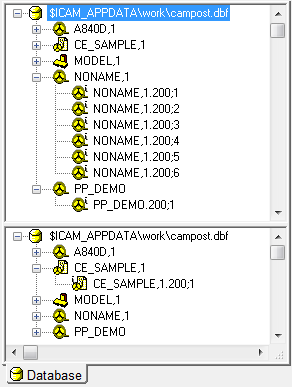 $ICAM_APPDATA\work\campost.dbf
A840D,1
CE_SAMPLE,1
MODEL,1
NONAME,1
NONAME,1.200;1
NONAME,1.200;2
NONAME,1.200;3
NONAME,1.200;4
NONAME,1.200;5
NONAME,1.200;6
PP_DEMO
PP_DEMO.200;1
$ICAM_APPDATA\work\campost.dbf
A840D,1
CE_SAMPLE,1
CE_SAMPLE,1.200;1
MODEL,1
NONAME,1
PP_DEMO
Database